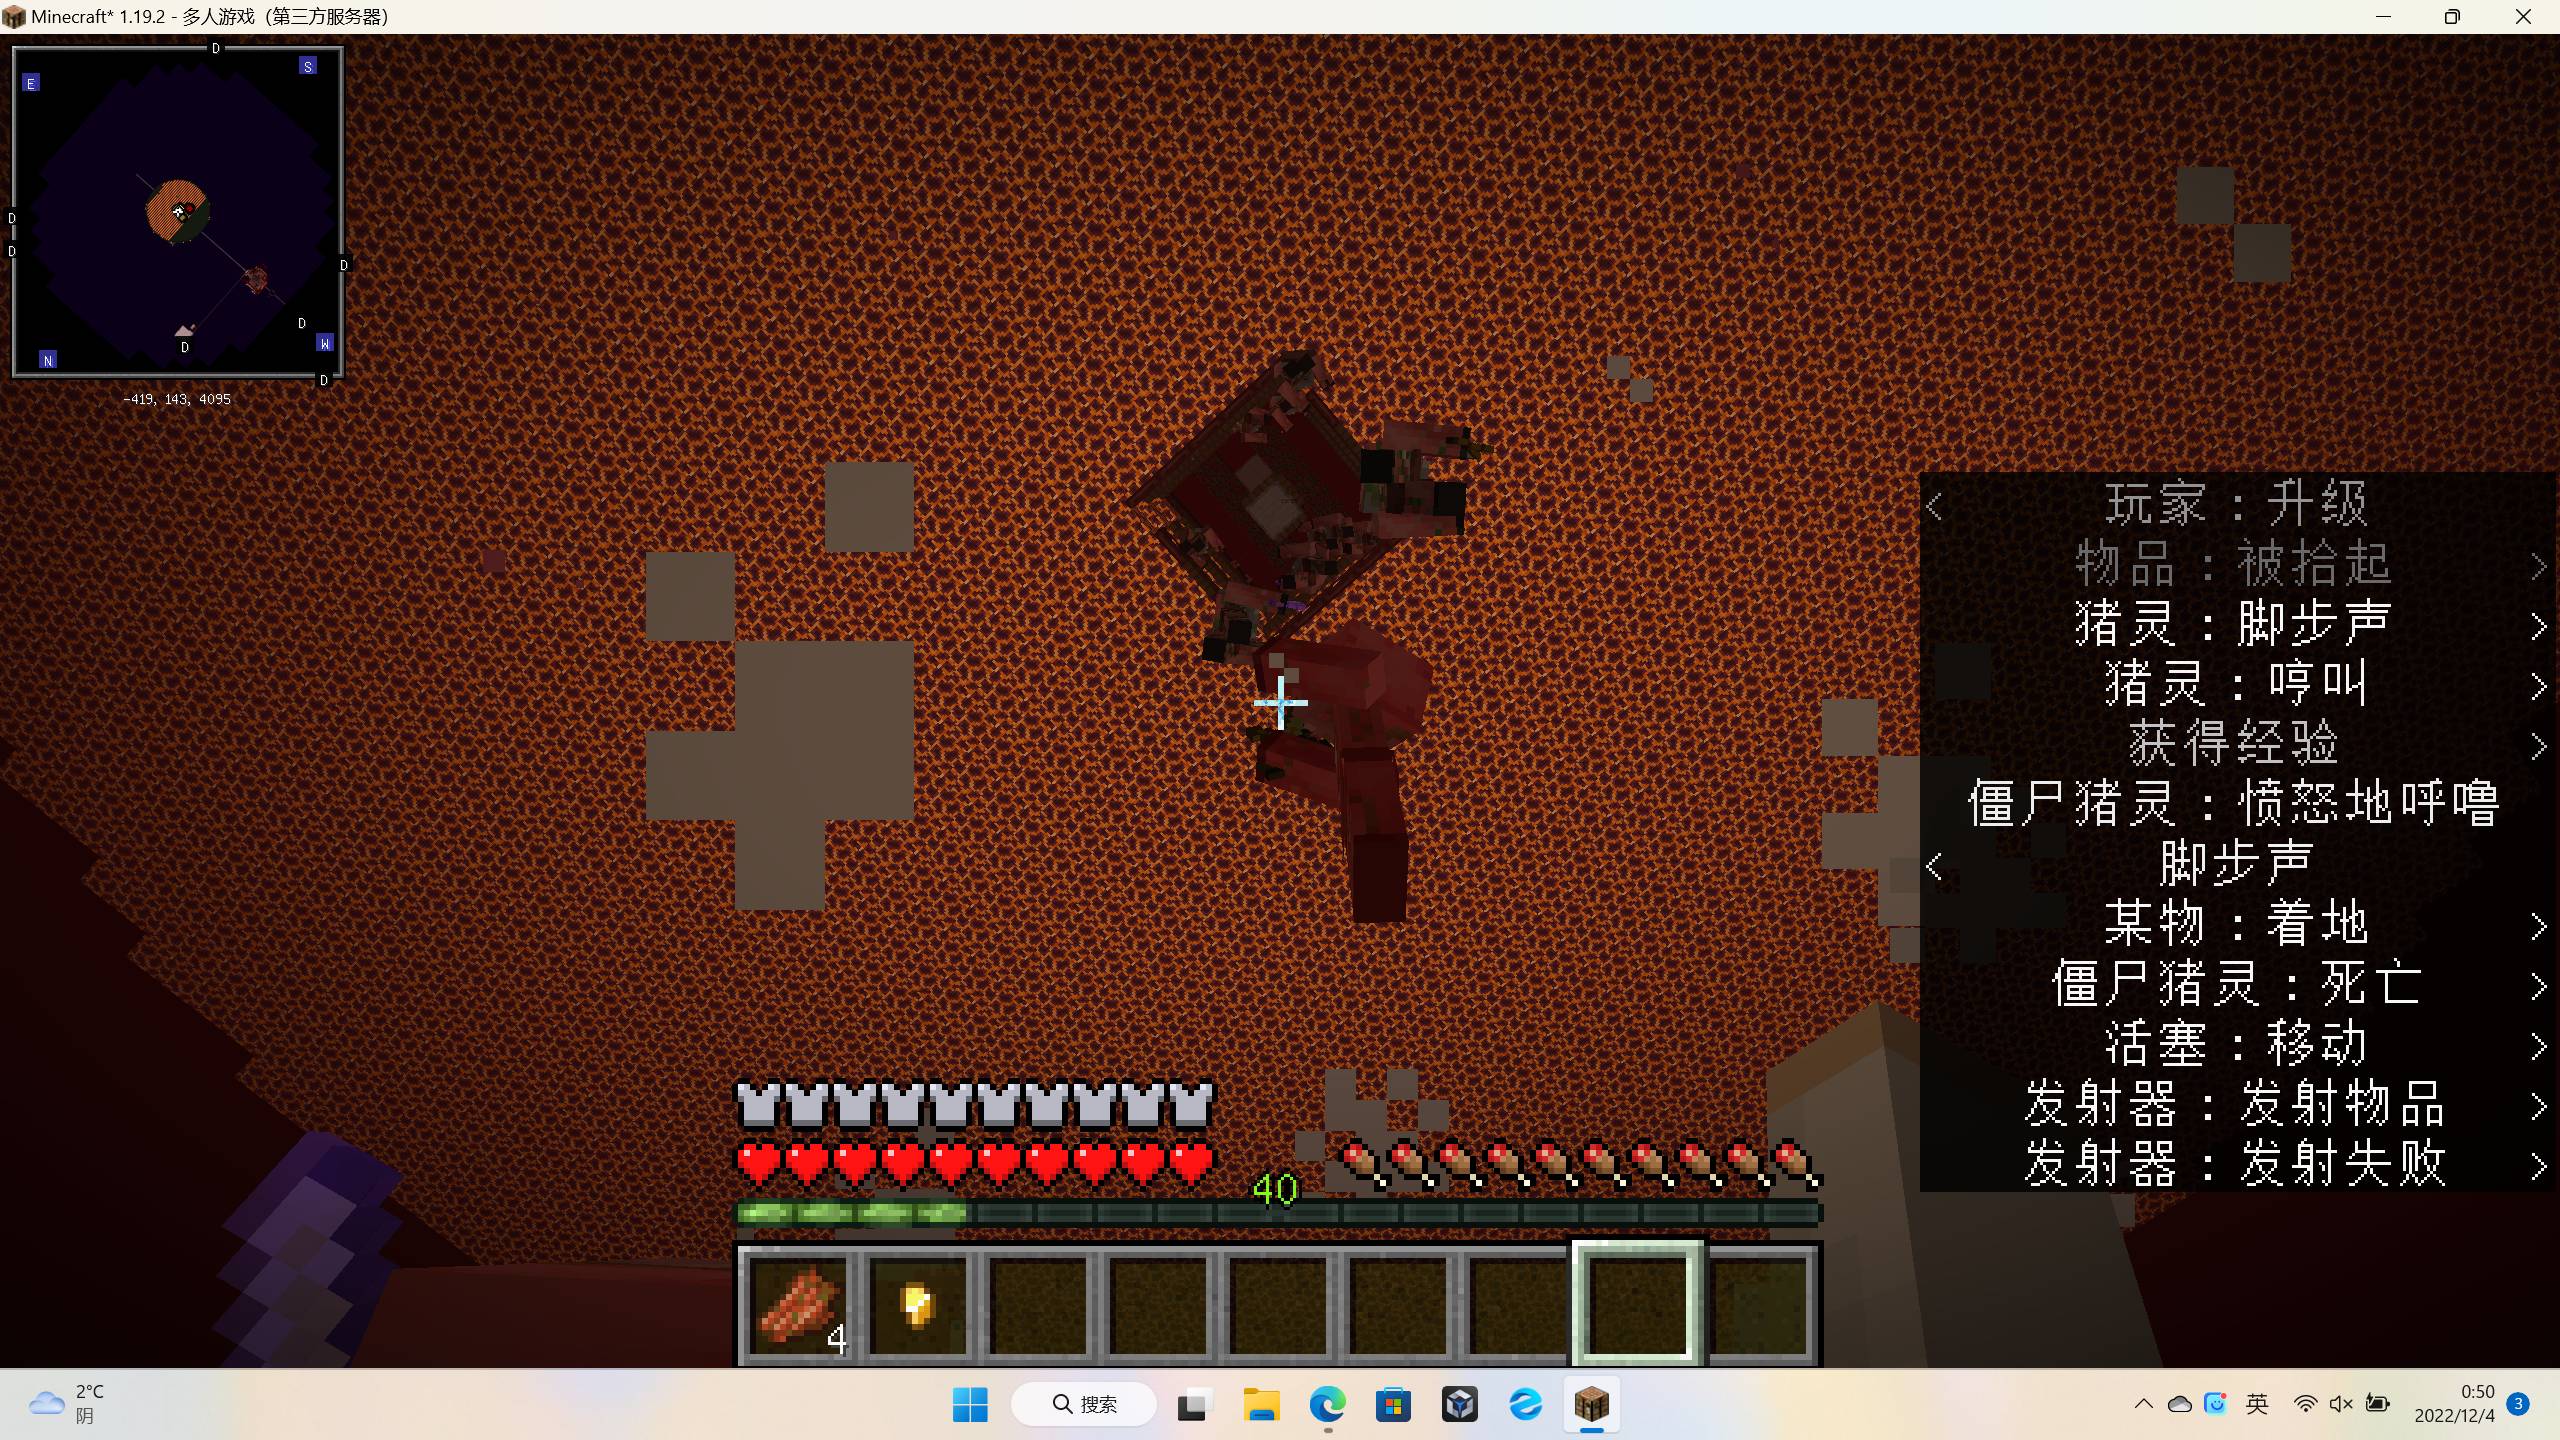 Minecraft* 1.19.2 - 多人游戏（第三方服务器）
D
S
E
D
D
D
D
W
D
N
D
-419, 143, 4095
< 玩家：升级
物品：被拾起 >
猪灵：脚步声 >
猪灵：哼叫 >
获得经验 >
僵尸猪灵：愤怒地呼噜
< 脚步声
某物：着地 >
僵尸猪灵：死亡 >
活塞：移动 >
发射器：发射物品 >
发射器：发射失败 >
40
4
2°C
阴
搜索
英
0:50
2022/12/4
3